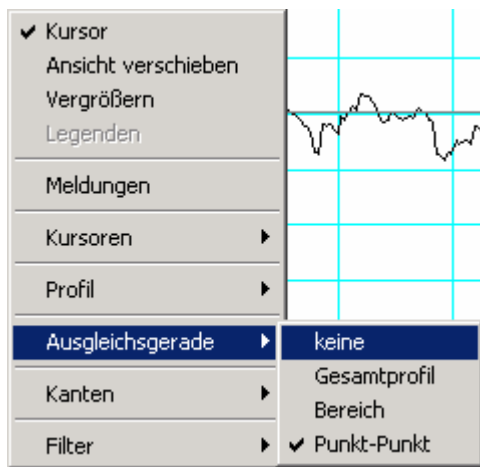 Kursor
Ansicht verschieben
Vergrößern
Legenden
Meldungen
Kursoren
Profil
Ausgleichsgerade
keine
Gesamtprofil
Bereich
Punkt-Punkt
Kanten
Filter